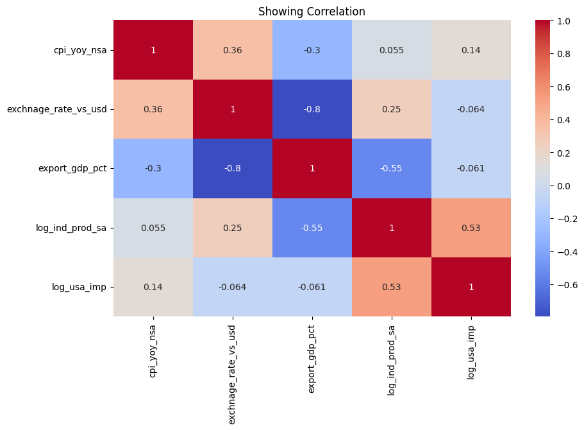 Showing Correlation
cpi_yoy_nsa 1 0.36 -0.3 0.055 0.14
exchnage_rate_vs_usd 0.36 1 -0.8 0.25 -0.064
export_gdp_pct -0.3 -0.8 1 -0.55 -0.061
log_ind_prod_sa 0.055 0.25 -0.55 1 0.53
log_usa_imp 0.14 -0.064 -0.061 0.53 1
cpi_yoy_nsa
exchnage_rate_vs_usd
export_gdp_pct
log_ind_prod_sa
log_usa_imp
1.0
0.8
0.6
0.4
0.2
0.0
−0.2
−0.4
−0.6